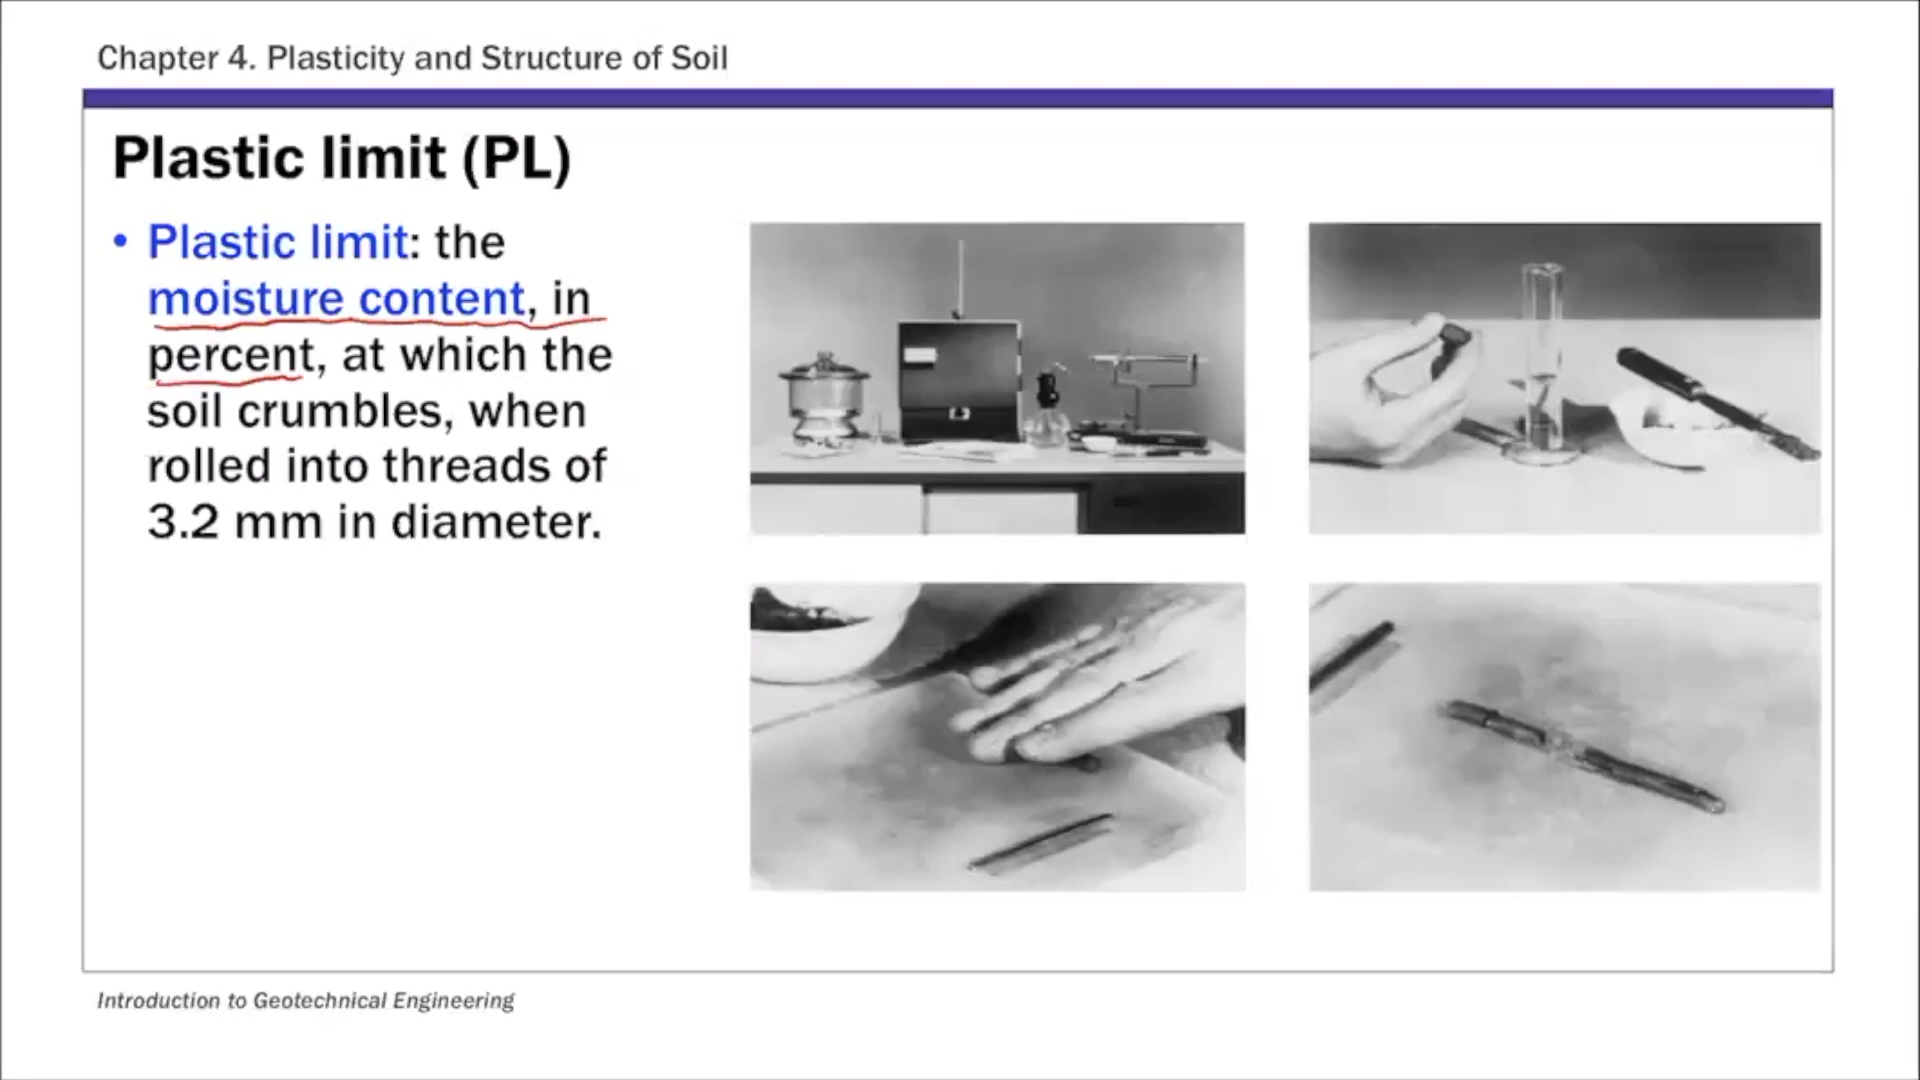 Chapter 4. Plasticity and Structure of Soil
Plastic limit (PL)
• Plastic limit: the
moisture content, in
percent, at which the
soil crumbles, when
rolled into threads of
3.2 mm in diameter.
Introduction to Geotechnical Engineering